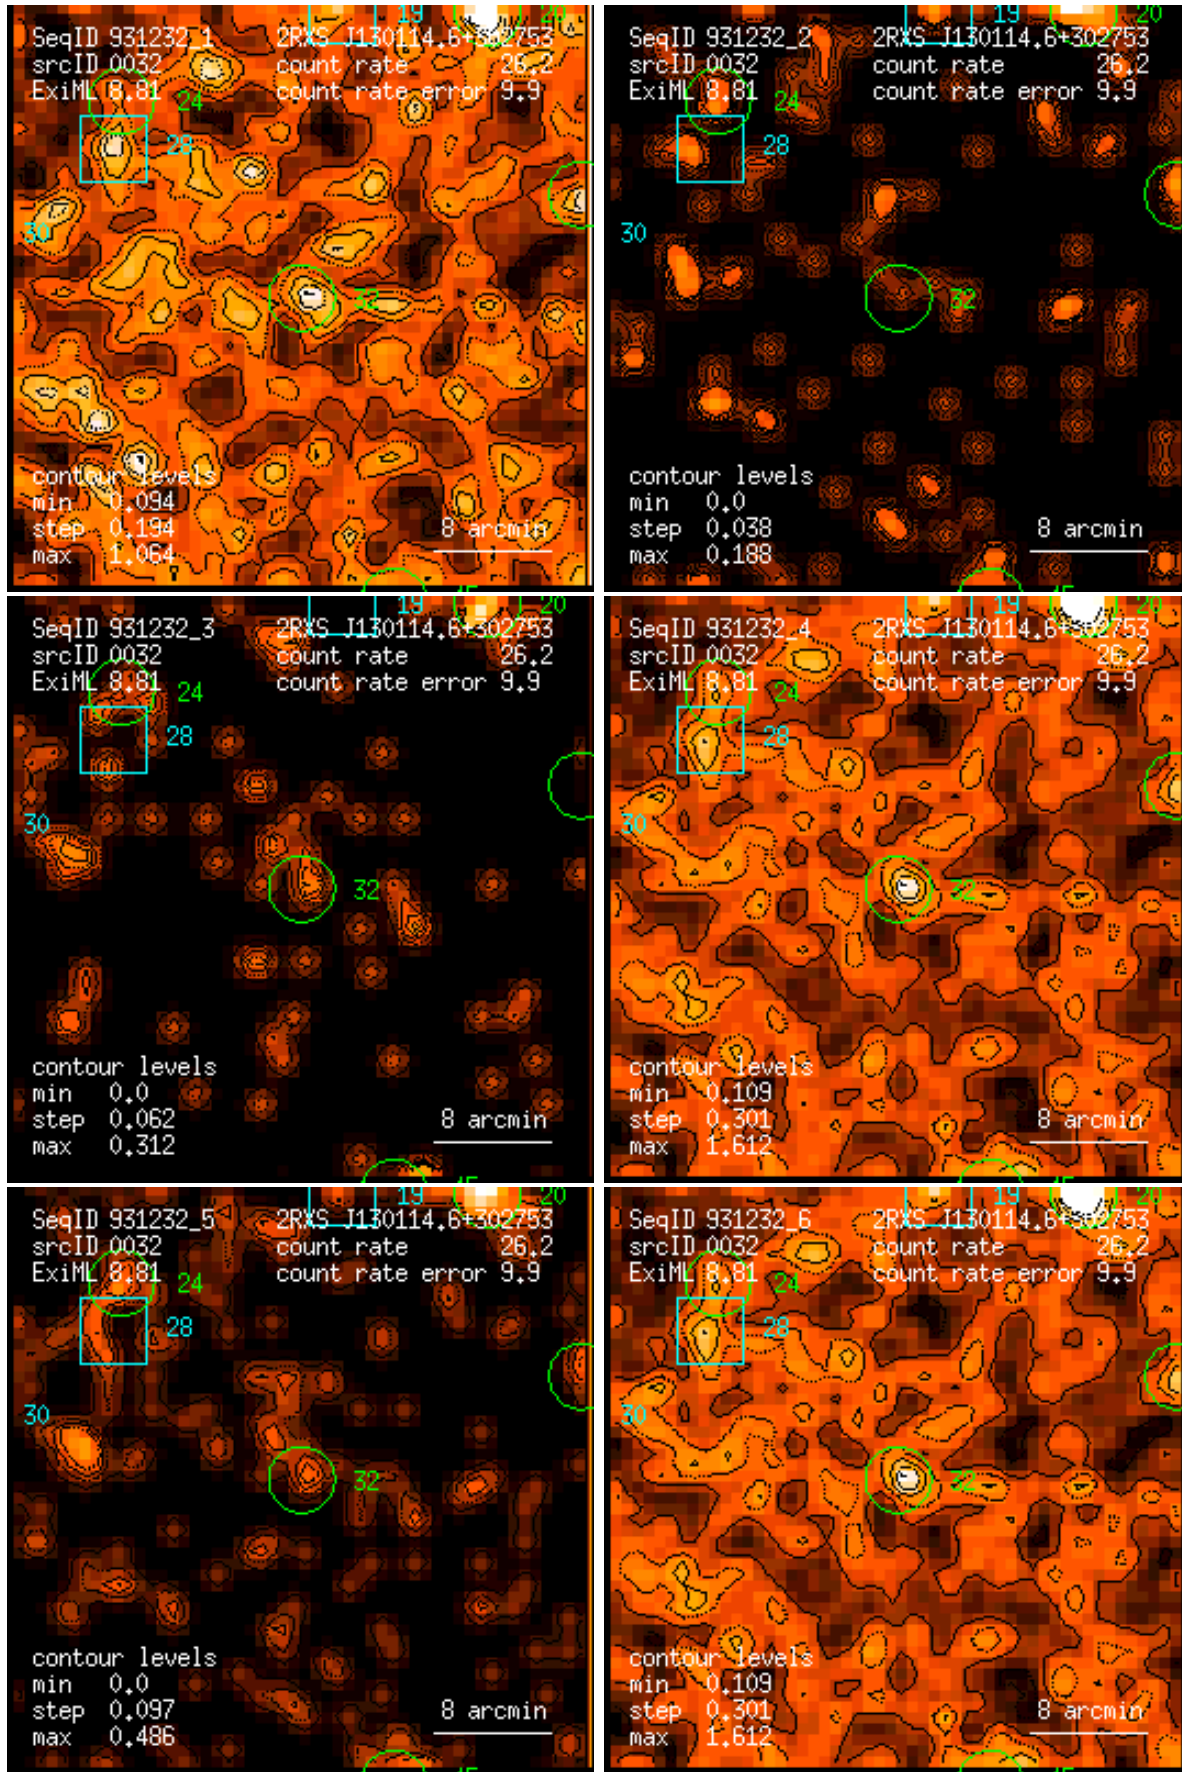 19 20
SeqID 931232_1 2RXS J130114.6+302753
srcID 0032 count rate 26.2
ExiML 8.81 24 count rate error 9.9
28
30
32
contour levels
min 0.094
step 0.194 8 arcmin
max 1.064
19 20
SeqID 931232_2 2RXS J130114.6+302753
srcID 0032 count rate 26.2
ExiML 8.81 24 count rate error 9.9
28
30
32
contour levels
min 0.0
step 0.038 8 arcmin
max 0.188
19 20
SeqID 931232_3 2RXS J130114.6+302753
srcID 0032 count rate 26.2
ExiML 8.81 24 count rate error 9.9
28
30
32
contour levels
min 0.0
step 0.062 8 arcmin
max 0.312
19 20
SeqID 931232_4 2RXS J130114.6+302753
srcID 0032 count rate 26.2
ExiML 8.81 24 count rate error 9.9
28
30
32
contour levels
min 0.109
step 0.301 8 arcmin
max 1.612
19 20
SeqID 931232_5 2RXS J130114.6+302753
srcID 0032 count rate 26.2
ExiML 8.81 24 count rate error 9.9
28
30
32
contour levels
min 0.0
step 0.097 8 arcmin
max 0.486
19 20
SeqID 931232_6 2RXS J130114.6+302753
srcID 0032 count rate 26.2
ExiML 8.81 24 count rate error 9.9
28
30
32
contour levels
min 0.109
step 0.301 8 arcmin
max 1.612